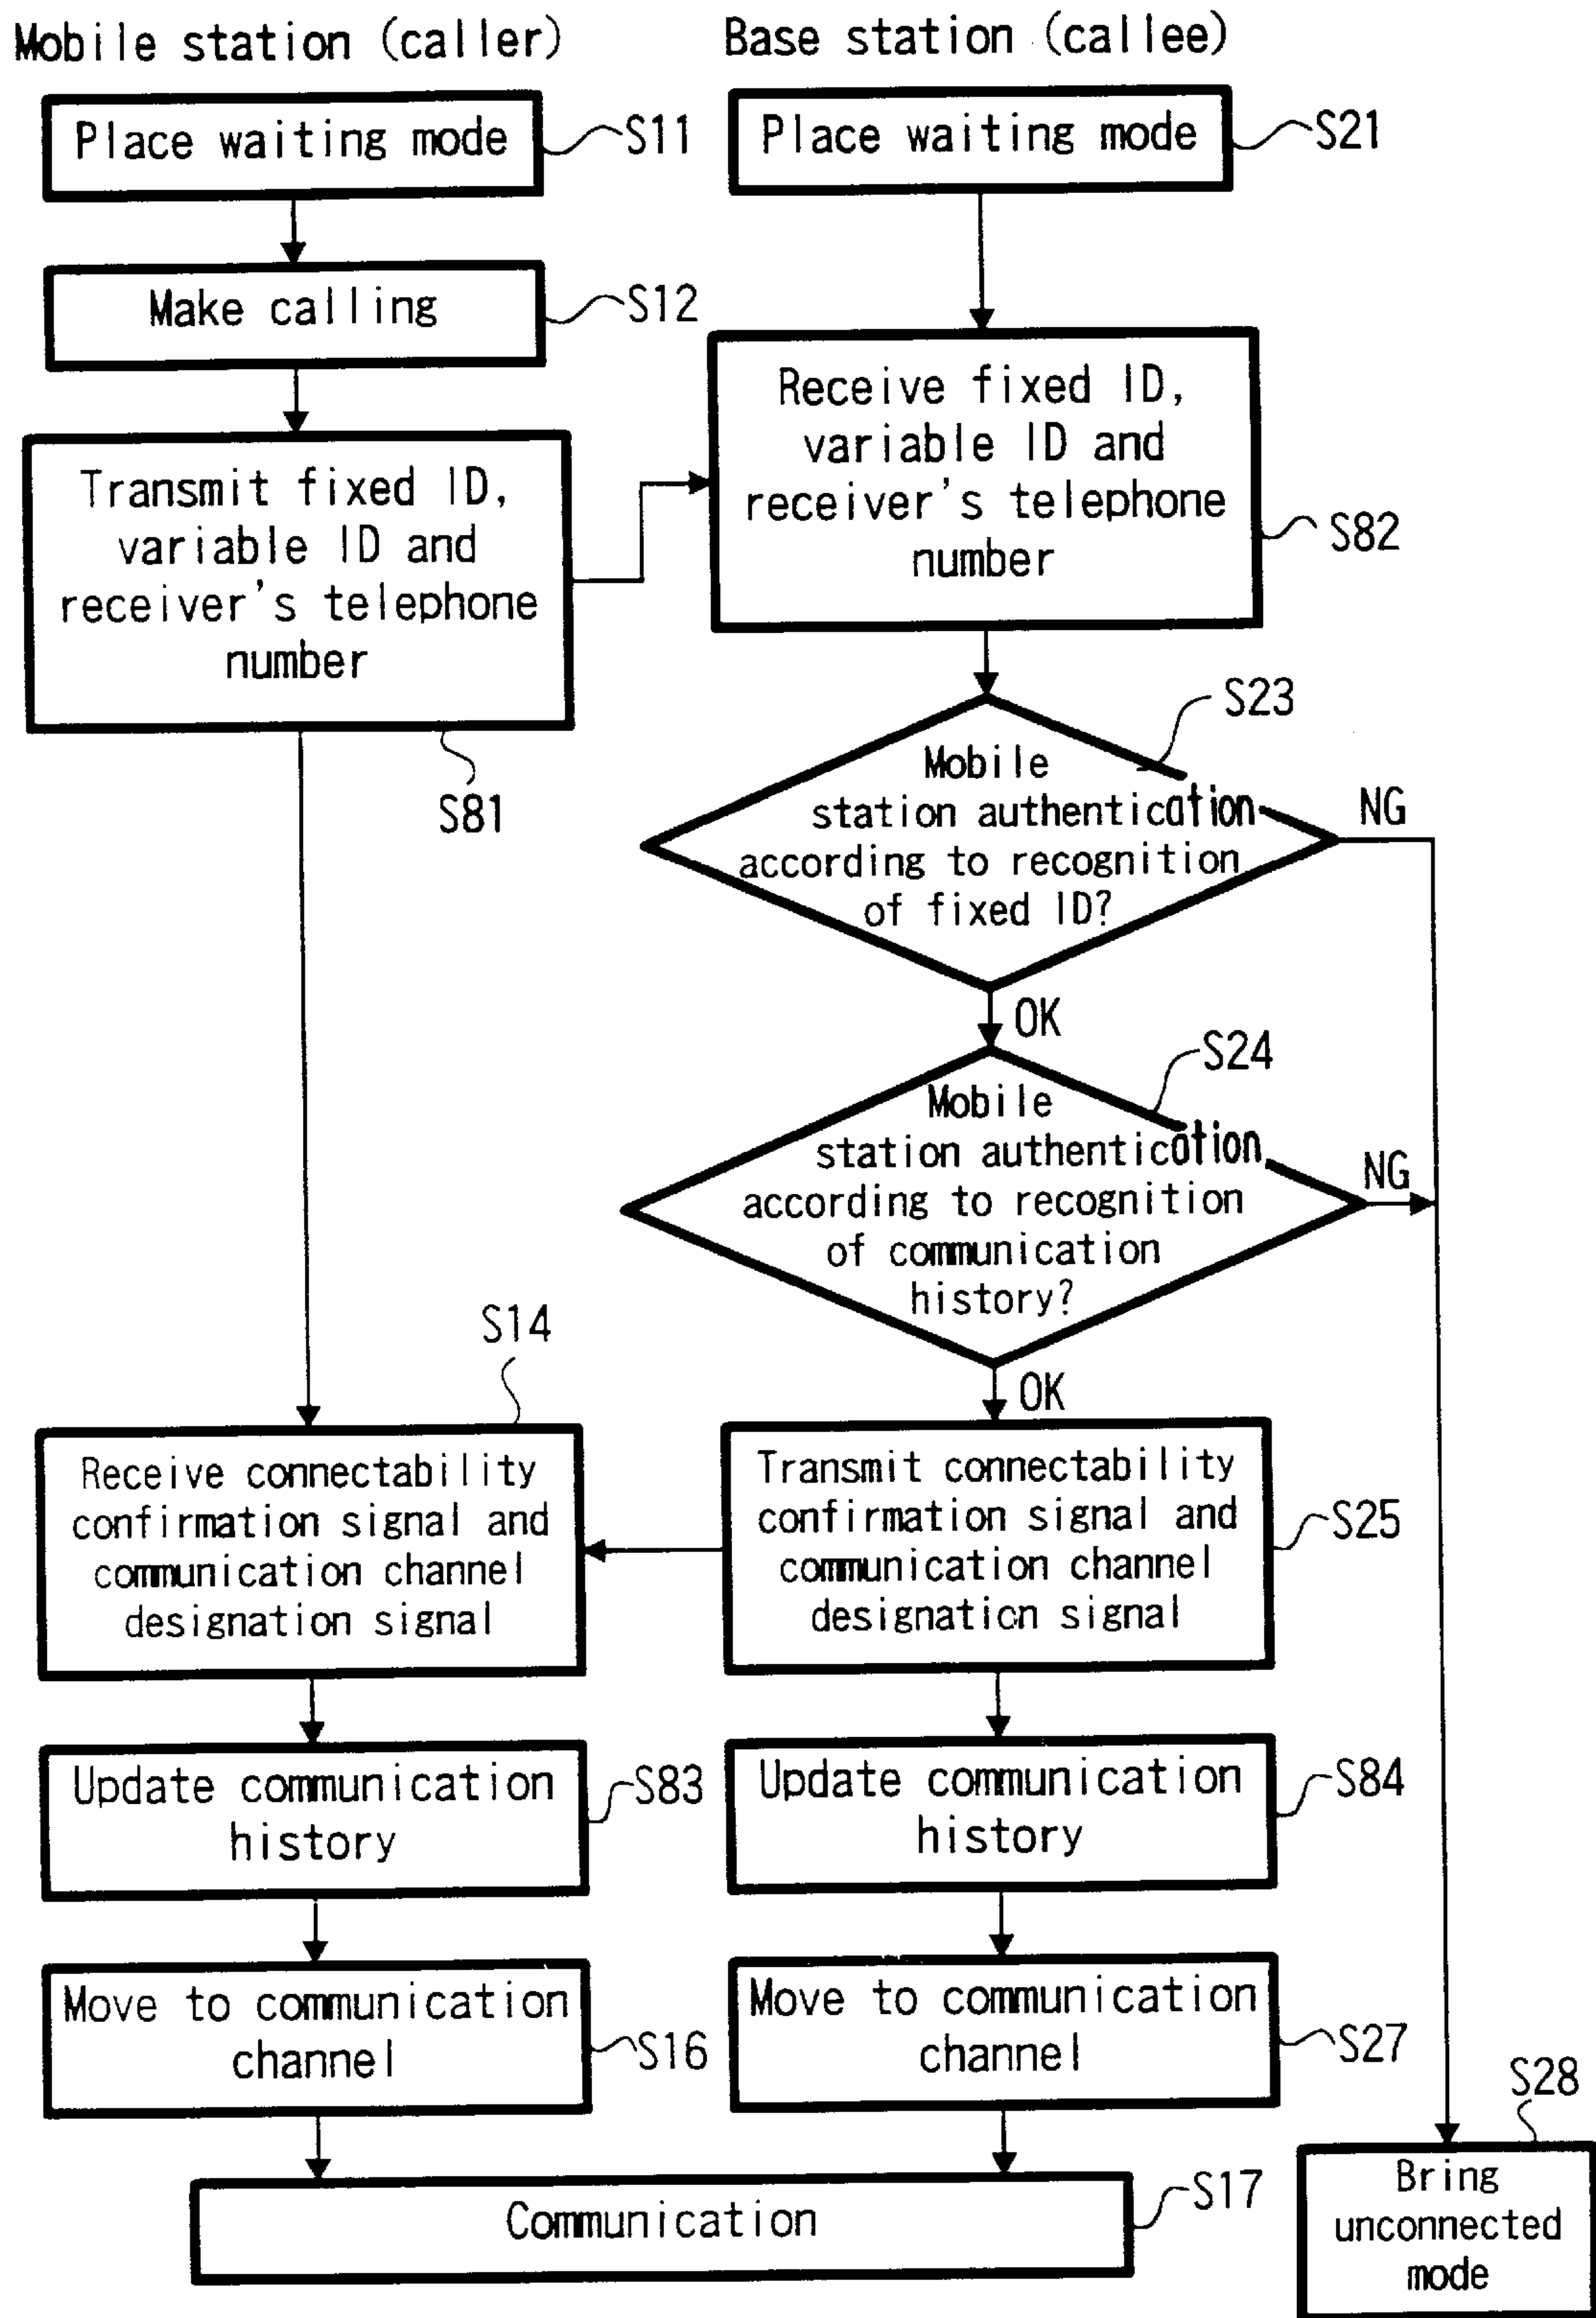 Mobile station (caller)
Base station (callee)
Place waiting mode
S11
Place waiting mode
S21
Make calling
S12
Receive fixed ID,
variable ID and
receiver's telephone
number
S82
Transmit fixed ID,
variable ID and
receiver's telephone
number
S81
S23
Mobile
station authentication
according to recognition
of fixed ID?
NG
OK
S24
Mobile
station authentication
according to recognition
of communication
history?
NG
OK
S14
Receive connectability
confirmation signal and
communication channel
designation signal
Transmit connectability
confirmation signal and
communication channel
designation signal
S25
Update communication
history
S83
Update communication
history
S84
Move to communication
channel
S16
Move to communication
channel
S27
S28
Communication
S17
Bring
unconnected
mode